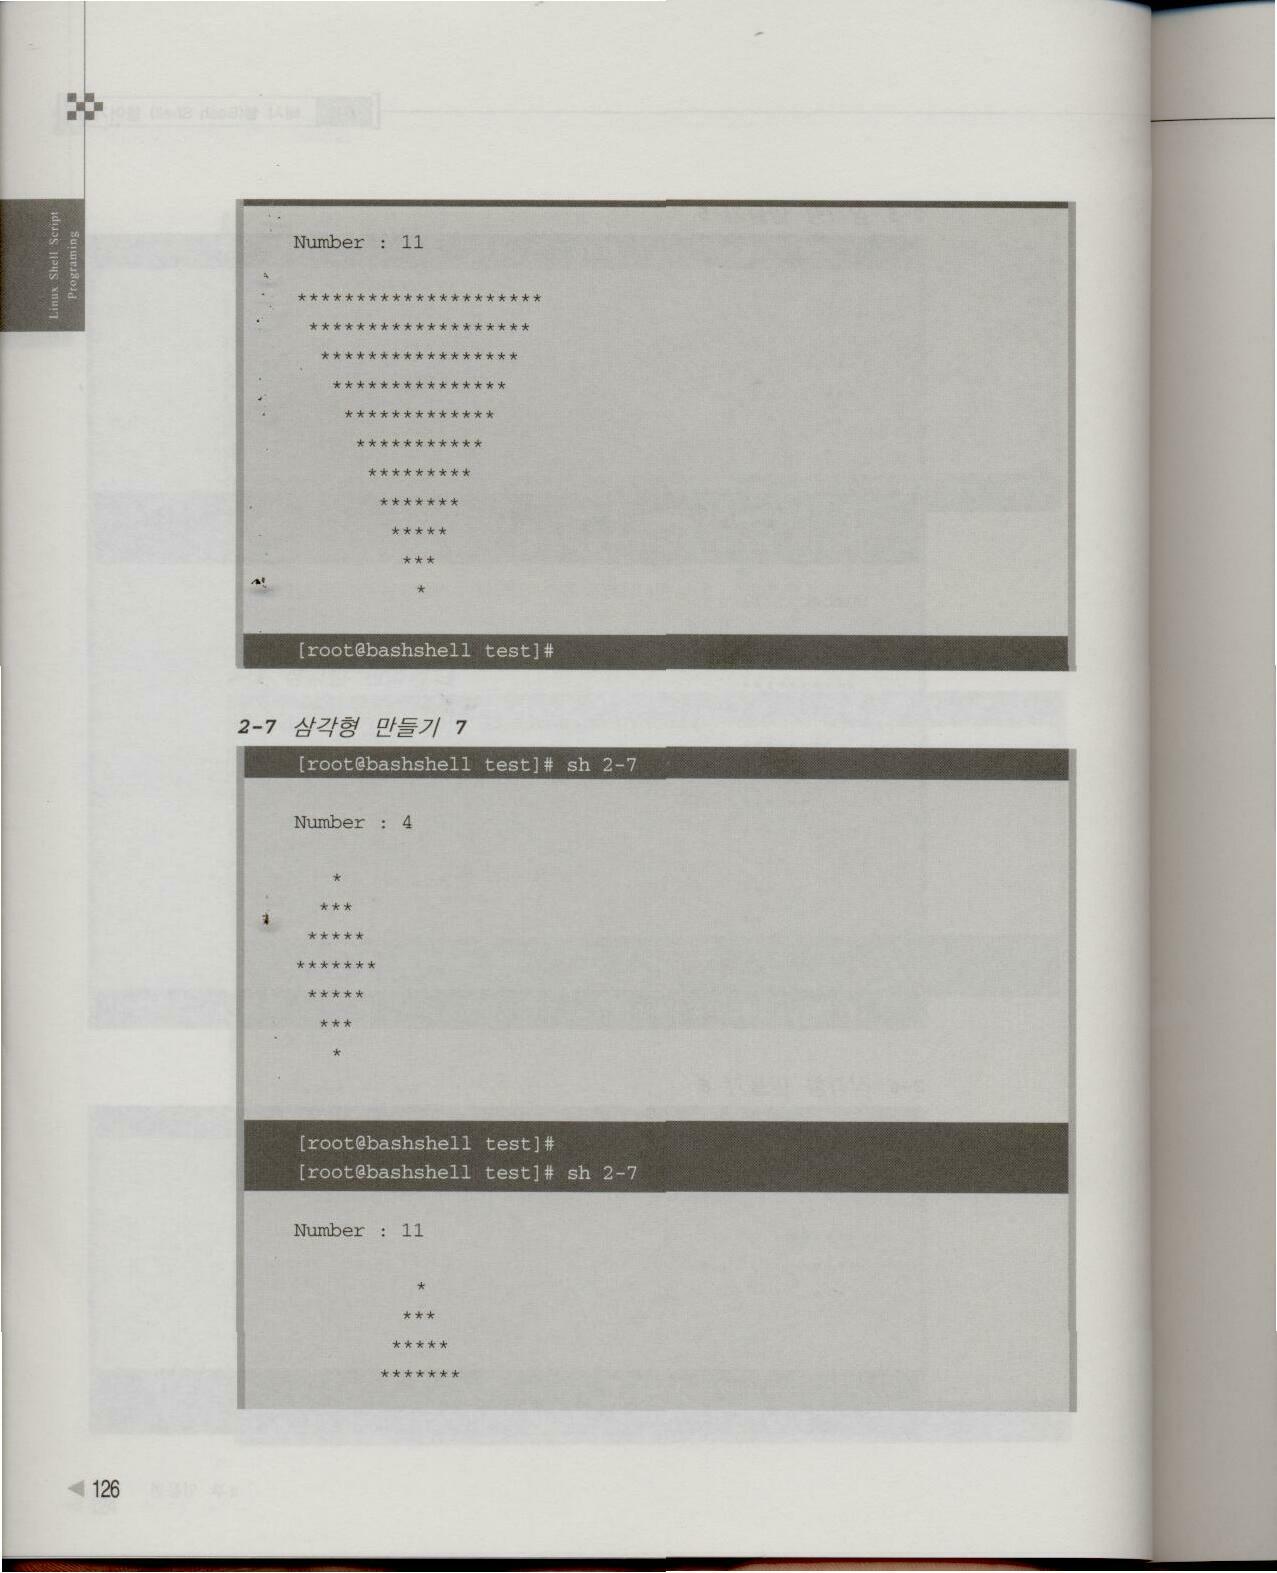 Linux Shell Script
Programing
Number : 11
*********************
*******************
*****************
***************
*************
***********
*********
*******
*****
***
*
[root@bashshell test]#
2-7 삼각형 만들기 7
[root@bashshell test]# sh 2-7
Number : 4
*
***
*****
*******
*****
***
*
[root@bashshell test]#
[root@bashshell test]# sh 2-7
Number : 11
*
***
*****
*******
126